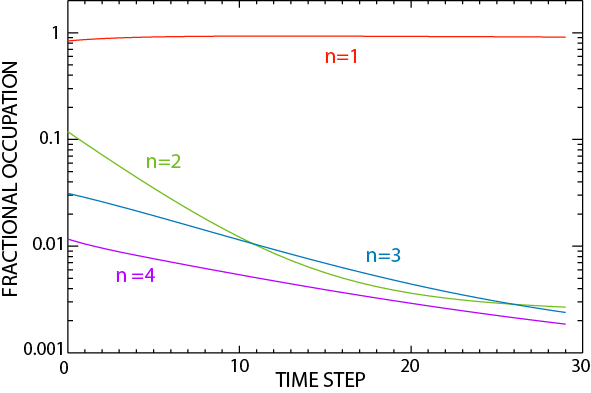 1
n=1
0.1
n=2
FRACTIONAL OCCUPATION
0.01
n=3
n =4
0.001
0
10
20
30
TIME STEP